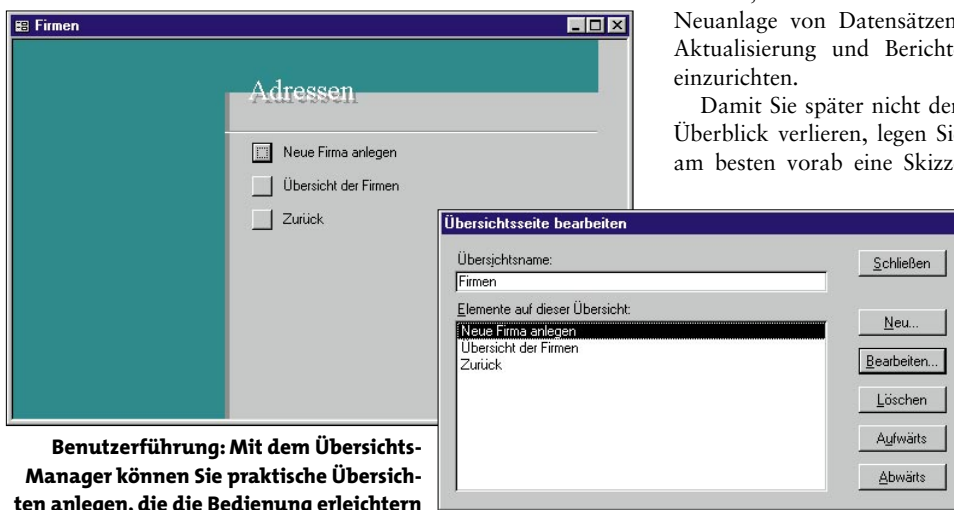 Firmen
Adressen
Neue Firma anlegen
Übersicht der Firmen
Zurück
Benutzerführung: Mit dem Übersichts-
Manager können Sie praktische Übersich-
ten anlegen, die die Bedienung erleichtern
Neuanlage von Datensätzen
Aktualisierung und Bericht
einzurichten.
Damit Sie später nicht den
Überblick verlieren, legen Sie
am besten vorab eine Skizz
Übersichtsseite bearbeiten
Übersichtsname:
Firmen
Elemente auf dieser Übersicht:
Neue Firma anlegen
Übersicht der Firmen
Zurück
Schließen
Neu...
Bearbeiten...
Löschen
Aufwärts
Abwärts